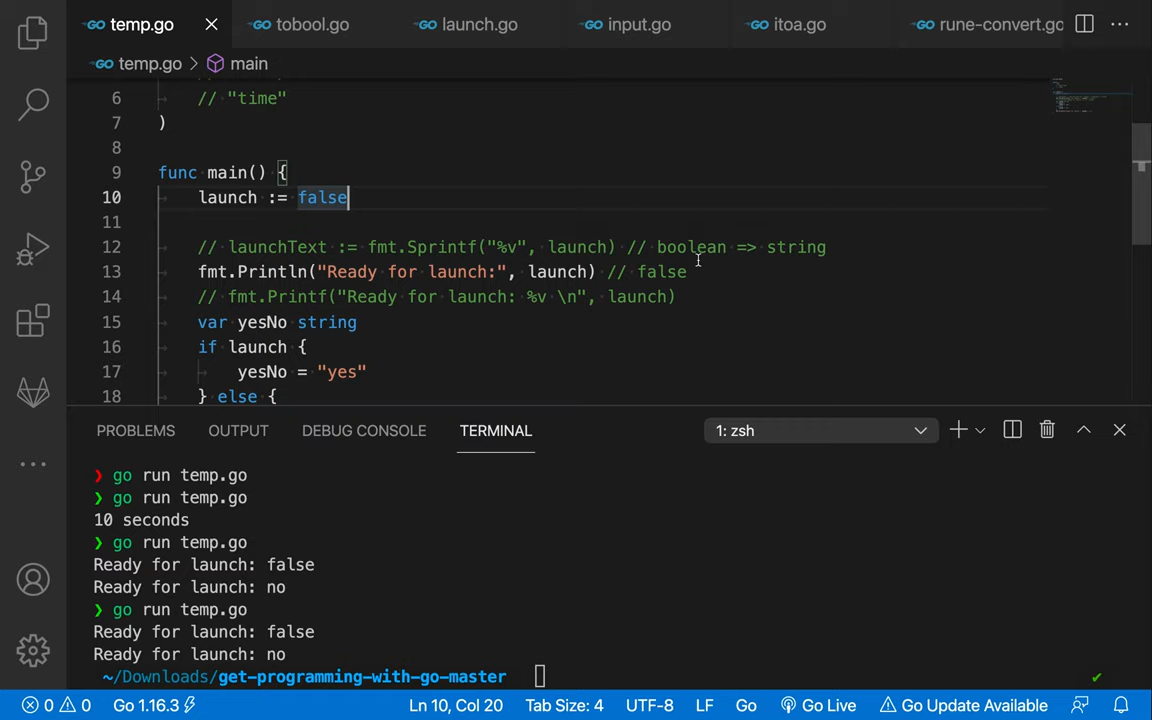 temp.go tobool.go launch.go input.go itoa.go rune-convert.go
temp.go > main
6 // "time"
7 )
8
9 func main() {
10 launch := false
11
12 // launchText := fmt.Sprintf("%v", launch) // boolean => string
13 fmt.Println("Ready for launch:", launch) // false
14 // fmt.Printf("Ready for launch: %v \n", launch)
15 var yesNo string
16 if launch {
17 yesNo = "yes"
18 } else {
PROBLEMS OUTPUT DEBUG CONSOLE TERMINAL 1: zsh
❯ go run temp.go
❯ go run temp.go
10 seconds
❯ go run temp.go
Ready for launch: false
Ready for launch: no
❯ go run temp.go
Ready for launch: false
Ready for launch: no
~/Downloads/get-programming-with-go-master
0 0 Go 1.16.3 Ln 10, Col 20 Tab Size: 4 UTF-8 LF Go Go Live Go Update Available